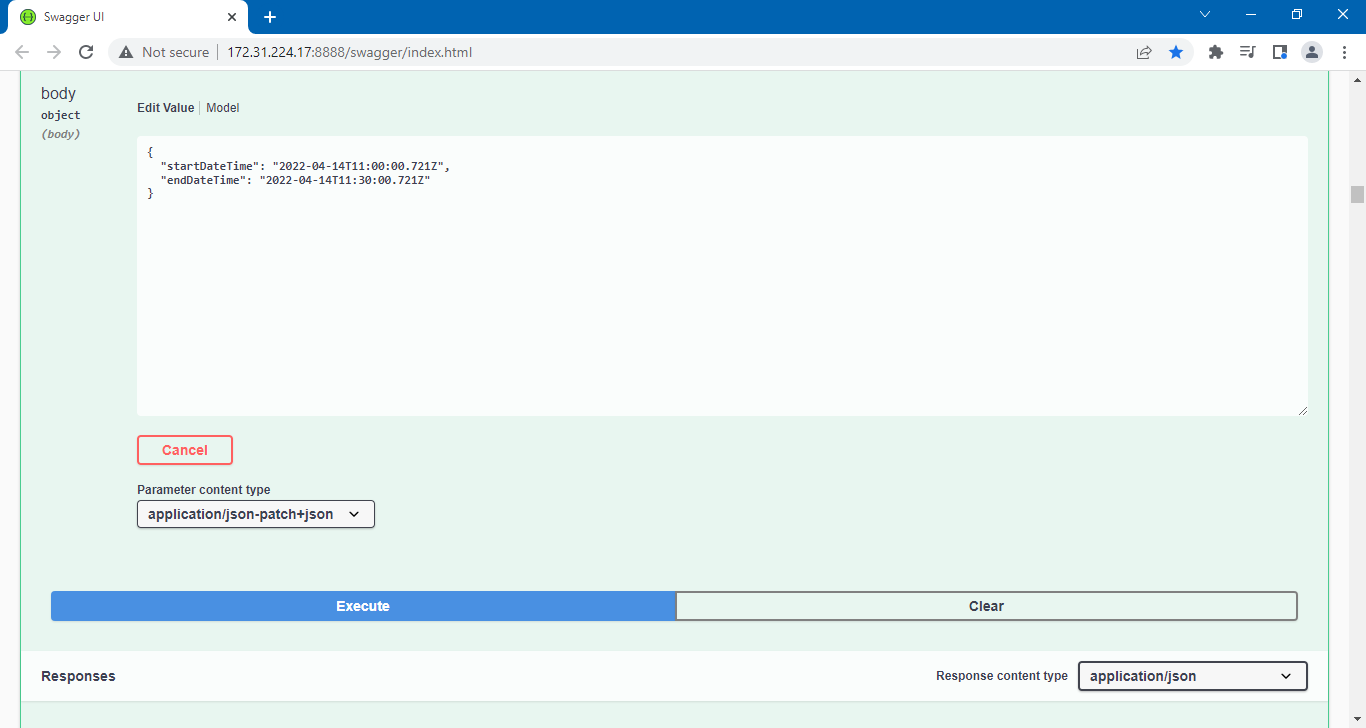 Swagger UI
Not secure
172.31.224.17:8888/swagger/index.html
body
object
(body)
Edit Value
Model
{
"startDateTime": "2022-04-14T11:00:00.721Z",
"endDateTime": "2022-04-14T11:30:00.721Z"
}
Cancel
Parameter content type
application/json-patch+json
Execute
Clear
Responses
Response content type
application/json